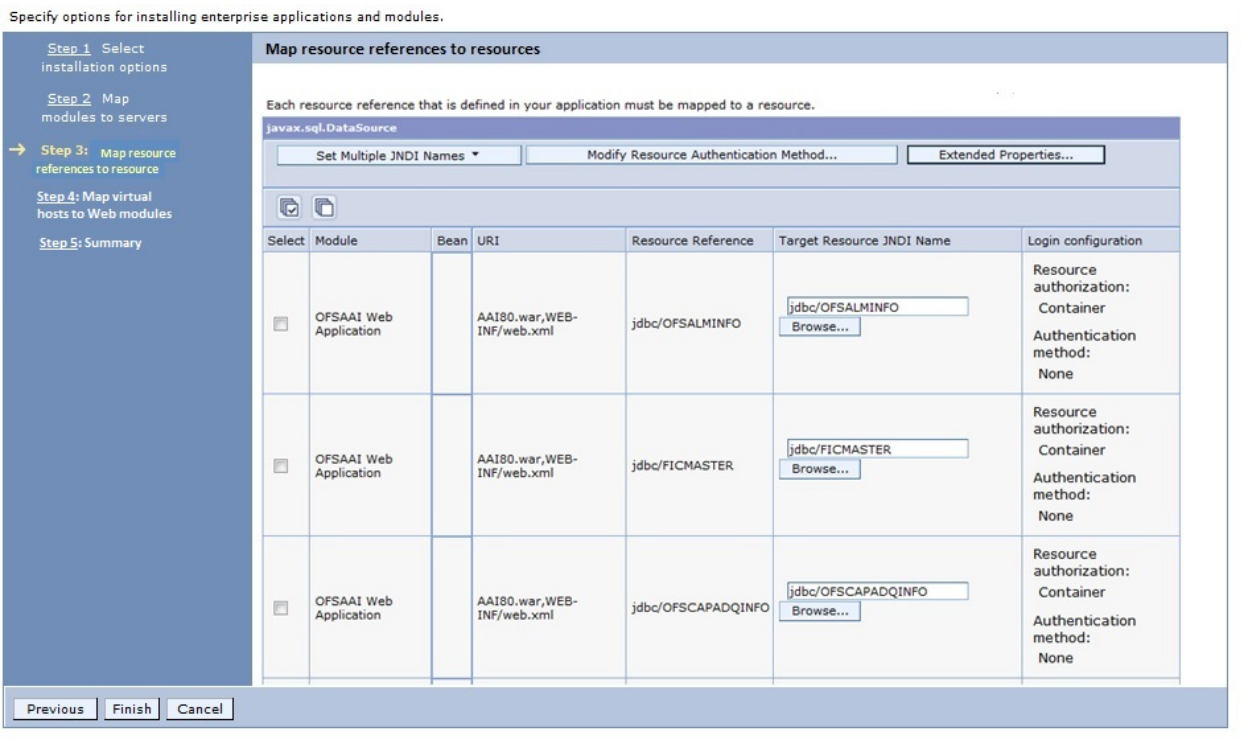 Specify options for installing enterprise applications and modules.
Step 1 Select
installation options
Step 2 Map
modules to servers
Step 3: Map resource
references to resource
Step 4: Map virtual
hosts to Web modules
Step 5: Summary
Map resource references to resources
Each resource reference that is defined in your application must be mapped to a resource.
javax.sql.DataSource
Set Multiple JNDI Names Modify Resource Authentication Method... Extended Properties...
Select Module Bean URI Resource Reference Target Resource JNDI Name Login configuration
OFSAAI Web
Application
AAI80.war,WEB-
INF/web.xml
jdbc/OFSALMINFO
jdbc/OFSALMINFO
Browse...
Resource
authorization:
Container
Authentication
method:
None
OFSAAI Web
Application
AAI80.war,WEB-
INF/web.xml
jdbc/FICMASTER
jdbc/FICMASTER
Browse...
Resource
authorization:
Container
Authentication
method:
None
OFSAAI Web
Application
AAI80.war,WEB-
INF/web.xml
jdbc/OFSCAPADQINFO
jdbc/OFSCAPADQINFO
Browse...
Resource
authorization:
Container
Authentication
method:
None
Previous Finish Cancel